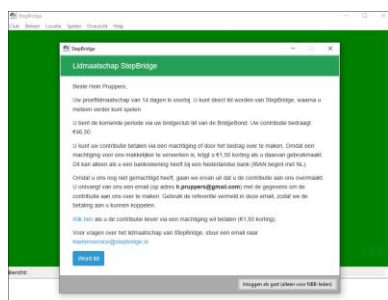 StepBridge
Club Beheer Locatie Spelen Overzicht Help
StepBridge
Lidmaatschap StepBridge
Beste Hein Pruppers,
Uw proeflidmaatschap van 14 dagen is voorbij. U kunt direct lid worden van StepBridge, waarna u
meteen verder kunt spelen.
U bent de komende periode via uw bridgeclub lid van de BridgeBond. Uw contributie bedraagt
€46,50.
U kunt uw contributie betalen via een machtiging of door het bedrag over te maken. Omdat een
machtiging voor ons makkelijker te verwerken is, krijgt u €1,50 korting als u daarvan gebruikmaakt.
Dit kan alleen als u een bankrekening heeft bij een Nederlandse bank (IBAN begint met NL).
Omdat u ons nog niet gemachtigd heeft, gaan we ervan uit dat u de contributie aan ons overmaakt.
U ontvangt van ons een email (op adres h.pruppers@gmail.com) met de gegevens om de
contributie aan ons over te maken. Gebruik de referentie vermeld in deze email, zodat we de
betaling aan u kunnen koppelen.
Klik hier als u de contributie liever via een machtiging wil betalen (€1,50 korting).
Voor vragen over het lidmaatschap van StepBridge, stuur een email naar
klantenservice@stepbridge.nl.
Word lid
Bericht:
Inloggen als gast (alleen voor NBB-leden)